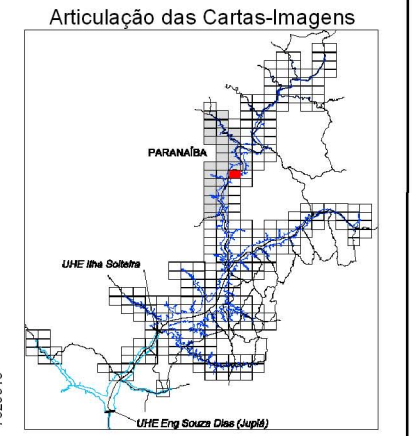 Articulação das Cartas-Imagens
PARANAÍBA
UHE Ilha Solteira
UHE Eng Souza Dias (Jupiá)